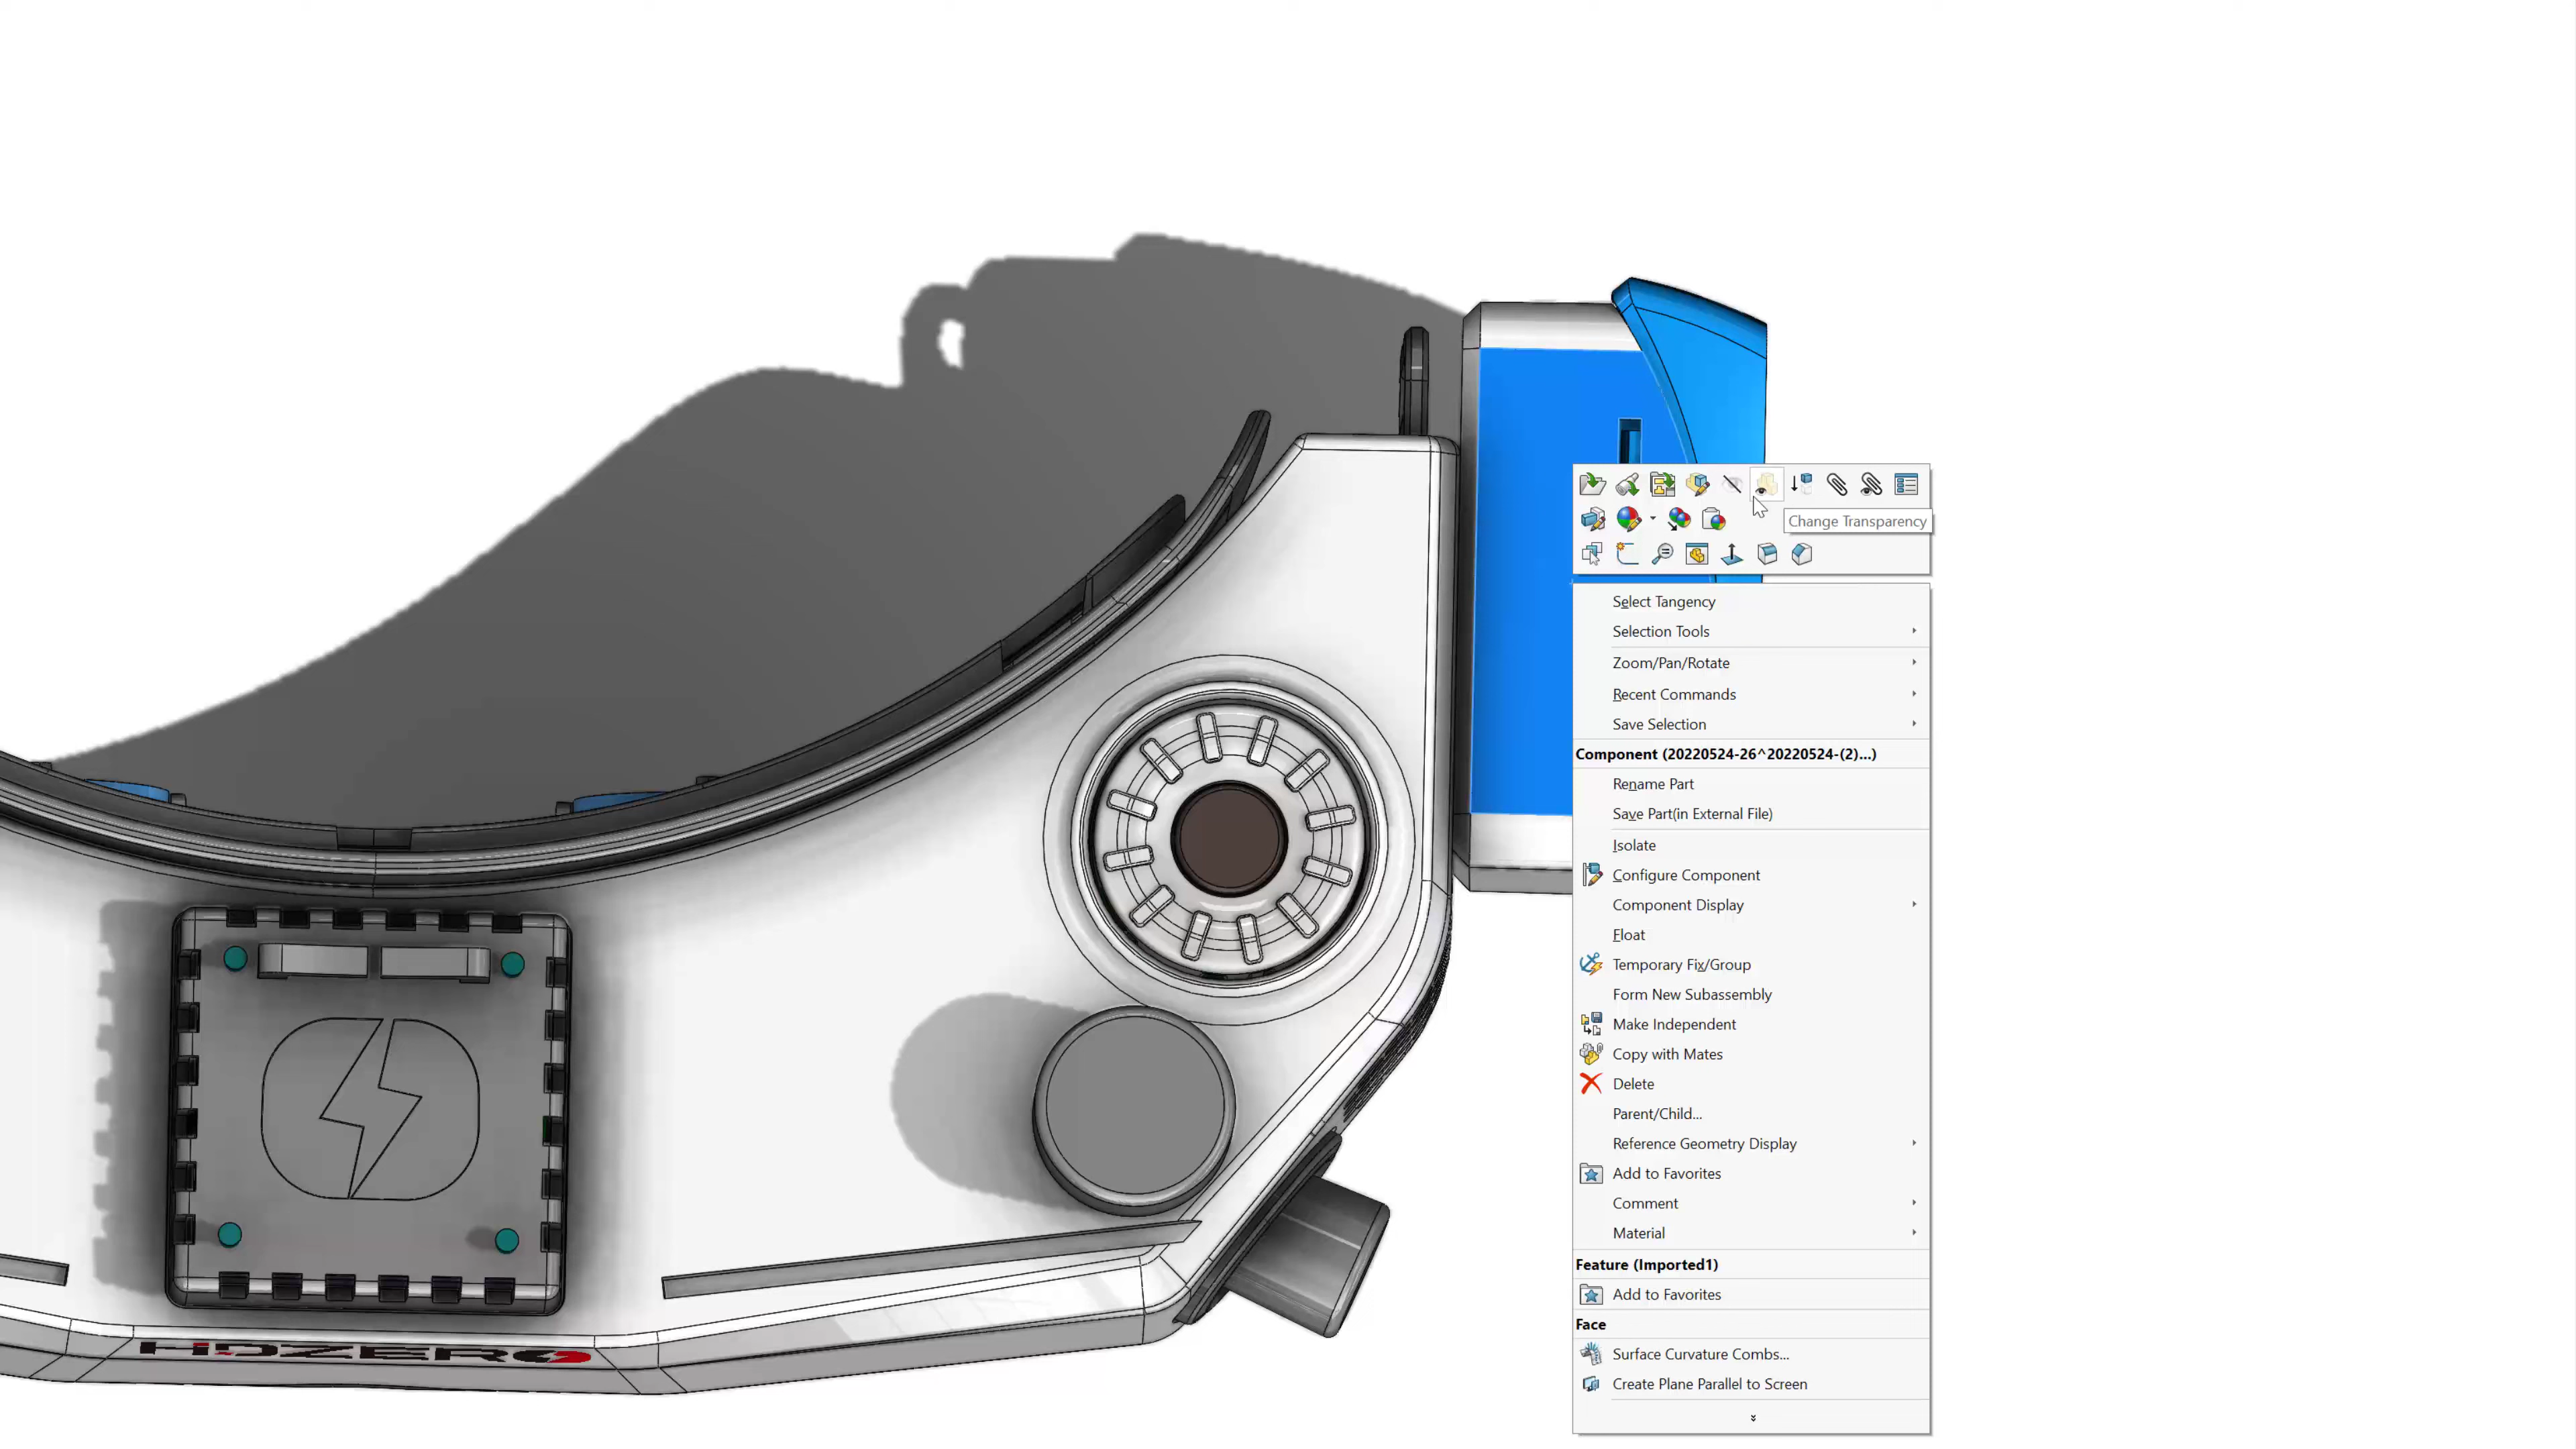 Change Transparency
Select Tangency
Selection Tools
Zoom/Pan/Rotate
Recent Commands
Save Selection
Component (20220524-26^20220524-(2)...)
Rename Part
Save Part(in External File)
Isolate
Configure Component
Component Display
Float
Temporary Fix/Group
Form New Subassembly
Make Independent
Copy with Mates
Delete
Parent/Child...
Reference Geometry Display
Add to Favorites
Comment
Material
Feature (Imported1)
Add to Favorites
Face
Surface Curvature Combs...
Create Plane Parallel to Screen
HDZERO